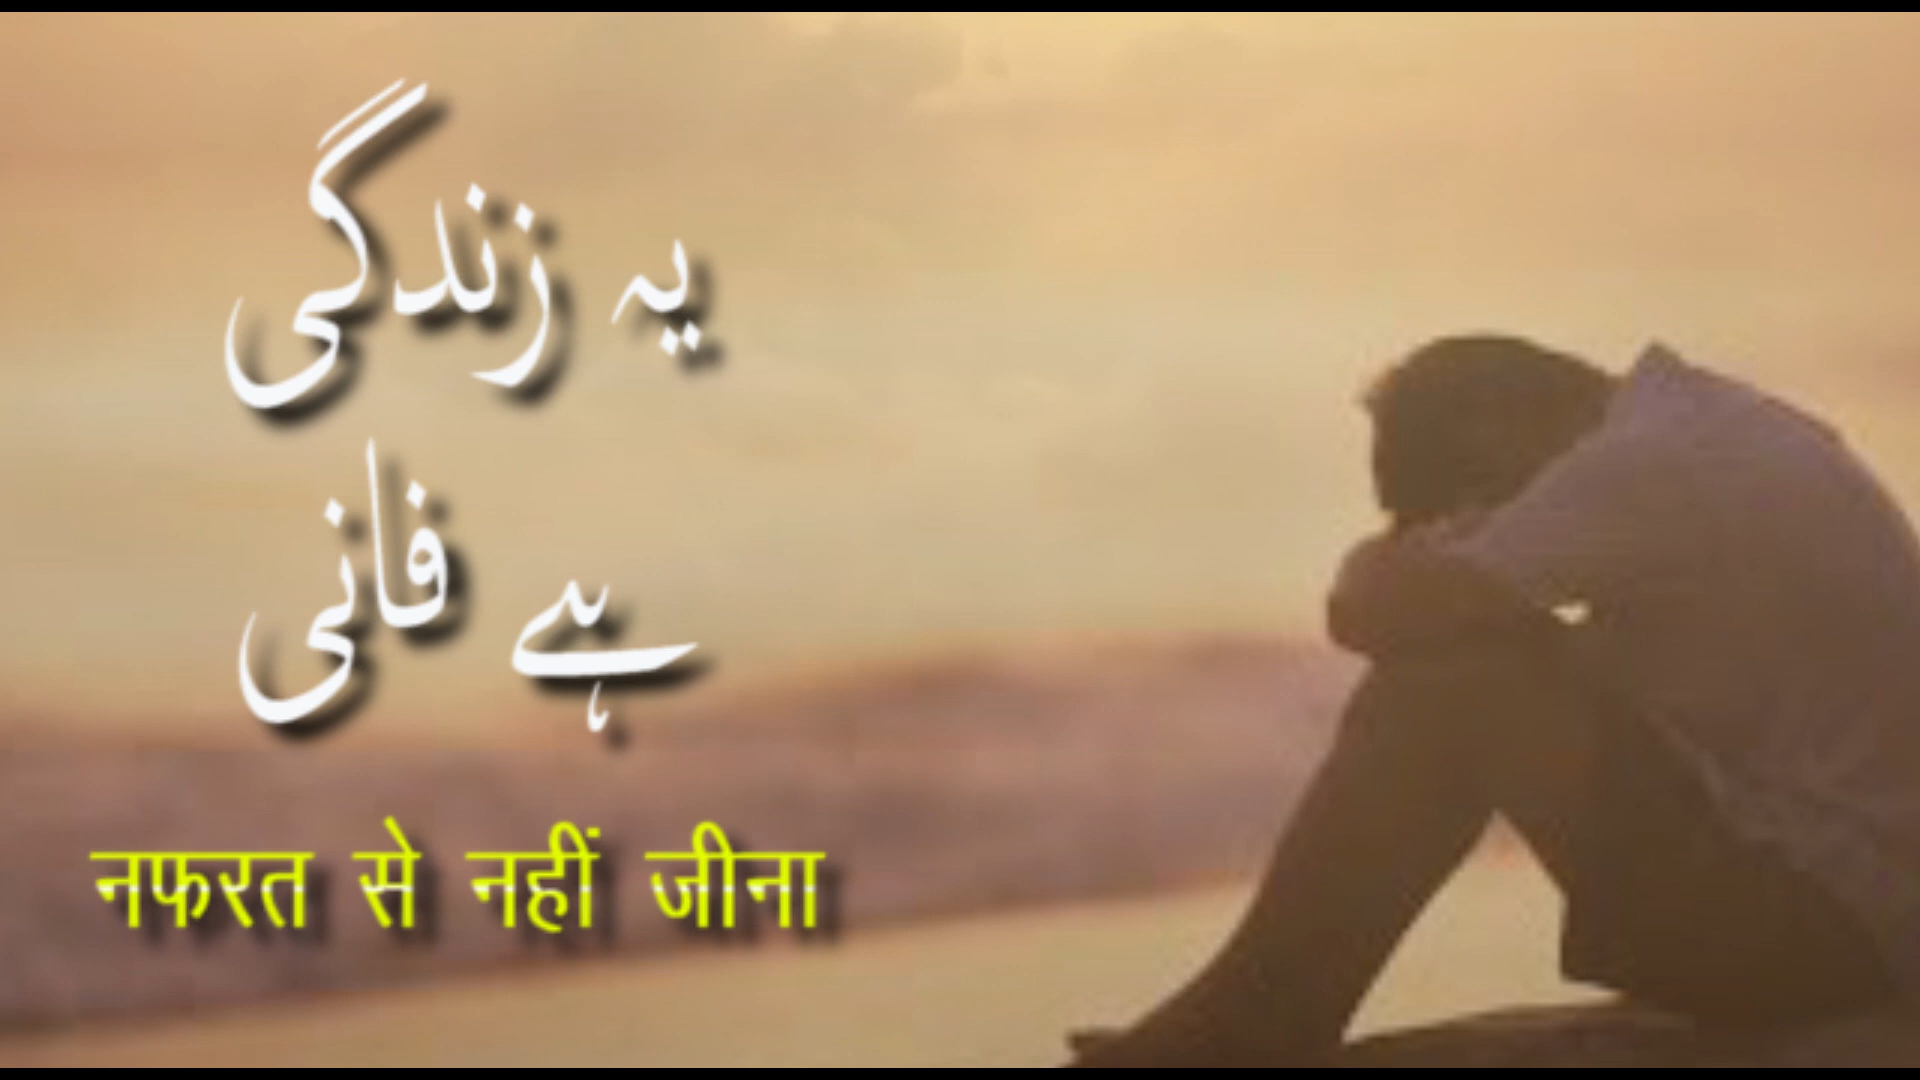 یہ زندگی
ہے فانی
नफरत से नहीं जीना